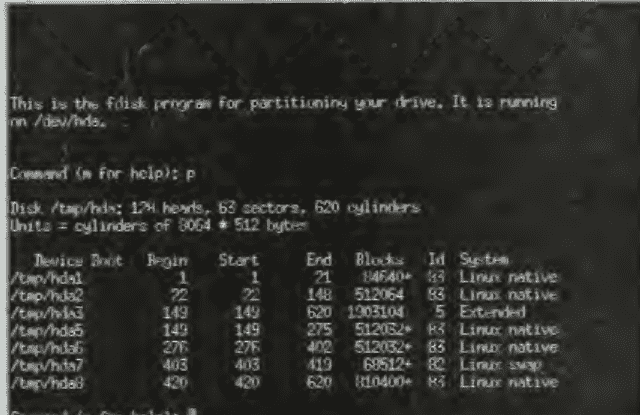 This is the fdisk program for partitioning your drive. It is running
on /dev/hda.
Command (m for help): p
Disk /tmp/hda: 128 heads, 63 sectors, 620 cylinders
Units = cylinders of 8064 * 512 bytes
Device Boot Begin Start End Blocks Id System
/tmp/hda1 1 1 21 84640+ 83 Linux native
/tmp/hda2 22 22 148 512064 83 Linux native
/tmp/hda3 149 149 620 1903104 5 Extended
/tmp/hda5 149 149 275 512032+ 83 Linux native
/tmp/hda6 276 276 402 512032+ 83 Linux native
/tmp/hda7 403 403 419 68512+ 82 Linux swap
/tmp/hda8 420 420 620 810400+ 83 Linux native
Command (m for help):